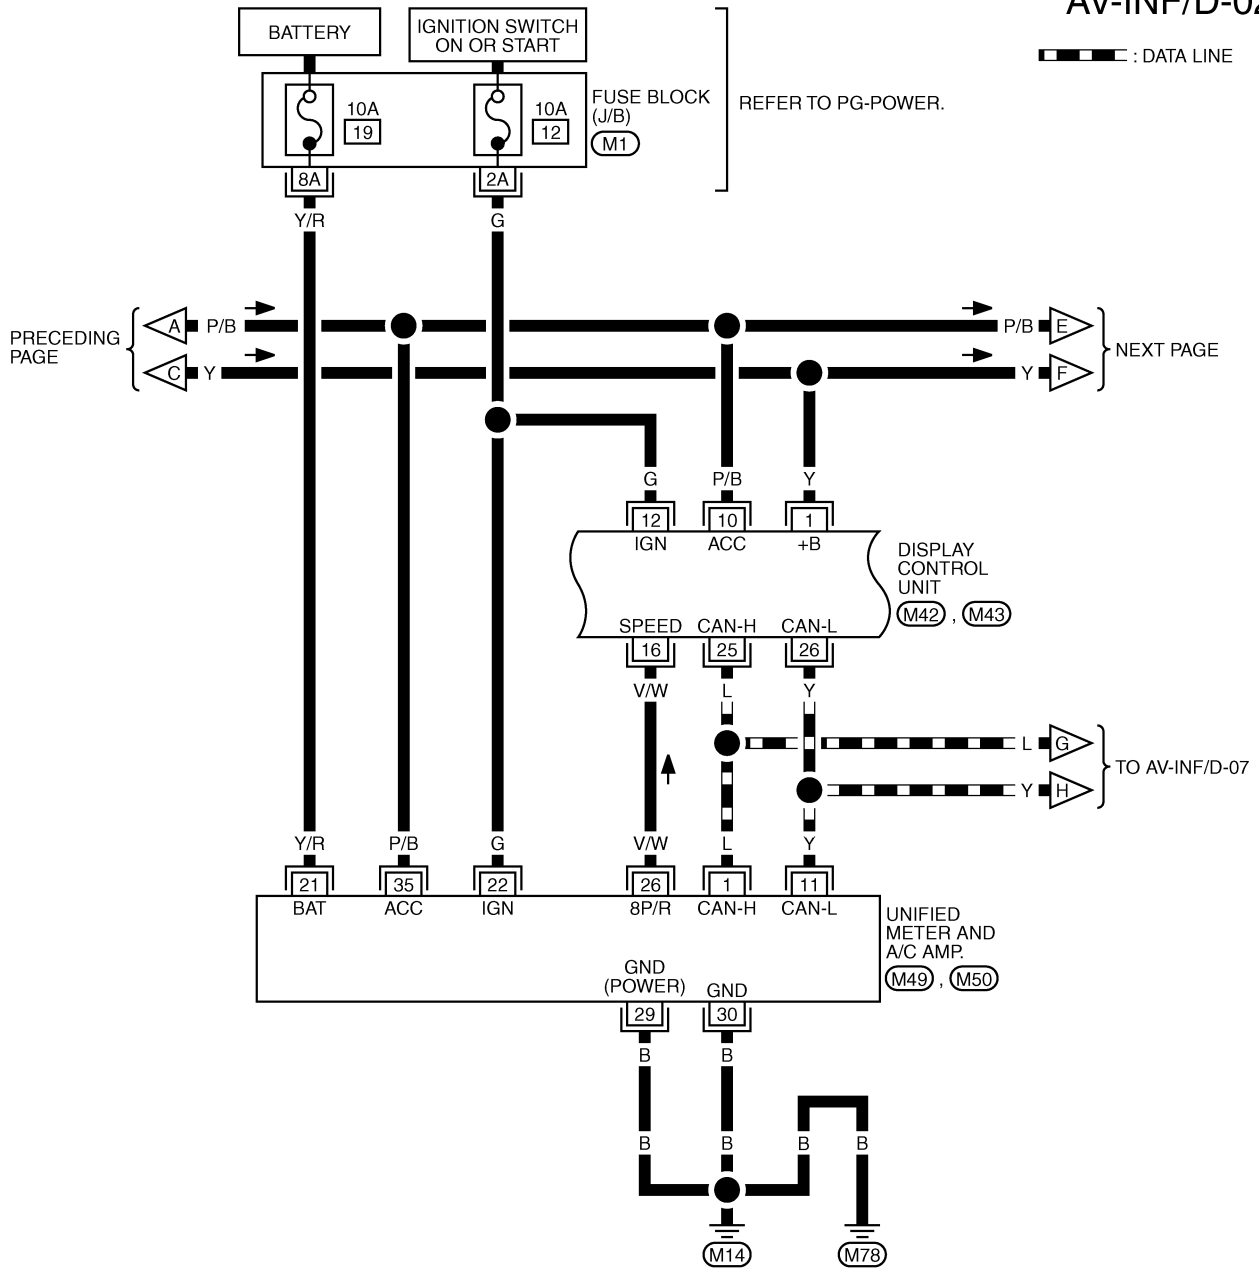 AV-INF/D-02
BATTERY
IGNITION SWITCH
ON OR START
: DATA LINE
10A
19
10A
12
FUSE BLOCK
(J/B)
M1
REFER TO PG-POWER.
8A
2A
Y/R
G
PRECEDING
PAGE
A
P/B
P/B
E
C
Y
Y
F
NEXT PAGE
G
P/B
Y
12
10
1
IGN
ACC
+B
DISPLAY
CONTROL
UNIT
M42 , M43
SPEED
CAN-H
CAN-L
16
25
26
V/W
L
Y
L
G
Y
H
TO AV-INF/D-07
Y/R
P/B
G
V/W
L
Y
21
35
22
26
1
11
BAT
ACC
IGN
8P/R
CAN-H
CAN-L
UNIFIED
METER AND
A/C AMP.
M49 , M50
GND
(POWER)
GND
29
30
B
B
B
B
B
B
M14
M78